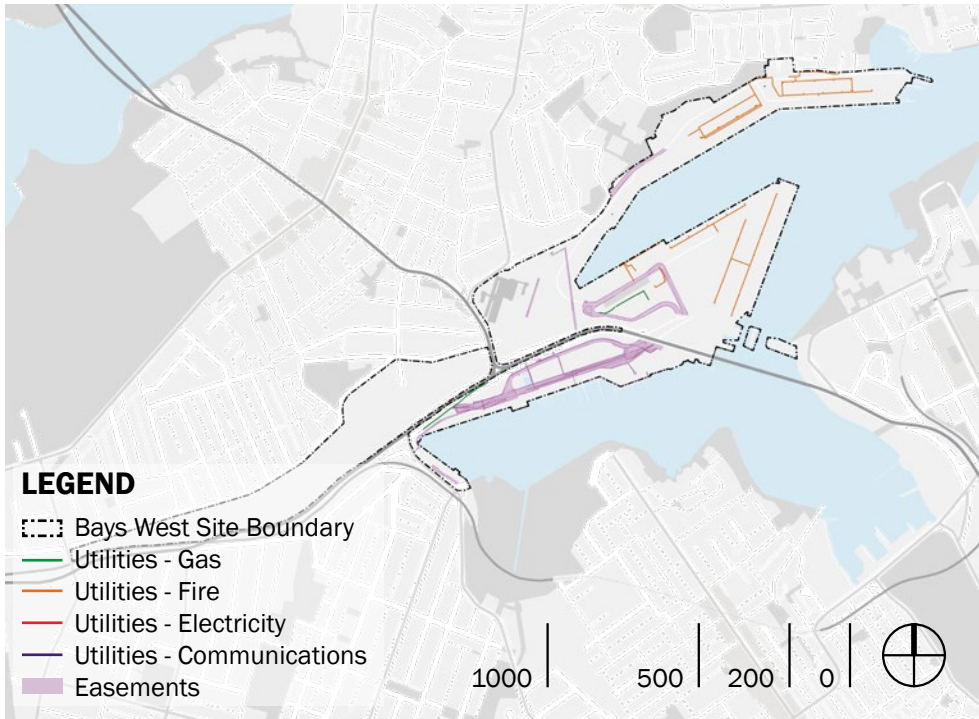 LEGEND
Bays West Site Boundary
Utilities - Gas
Utilities - Fire
Utilities - Electricity
Utilities - Communications
Easements
1000 500 200 0